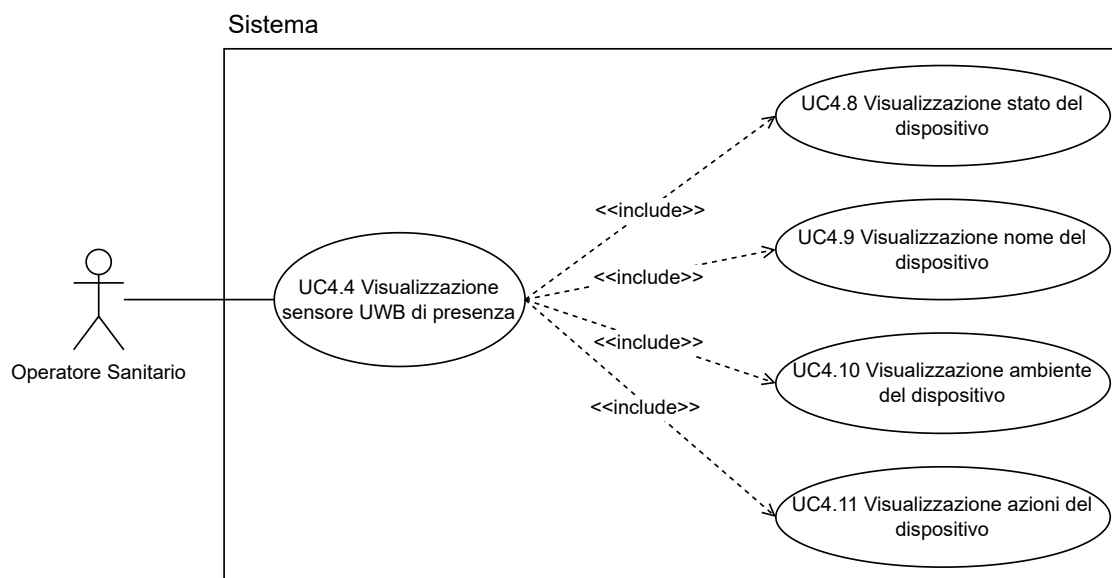 Sistema
UC4.8 Visualizzazione stato del
dispositivo
<<include>>
UC4.9 Visualizzazione nome del
dispositivo
<<include>>
UC4.4 Visualizzazione
sensore UWB di presenza
<<include>>
Operatore Sanitario
UC4.10 Visualizzazione ambiente
del dispositivo
<<include>>
UC4.11 Visualizzazione azioni del
dispositivo